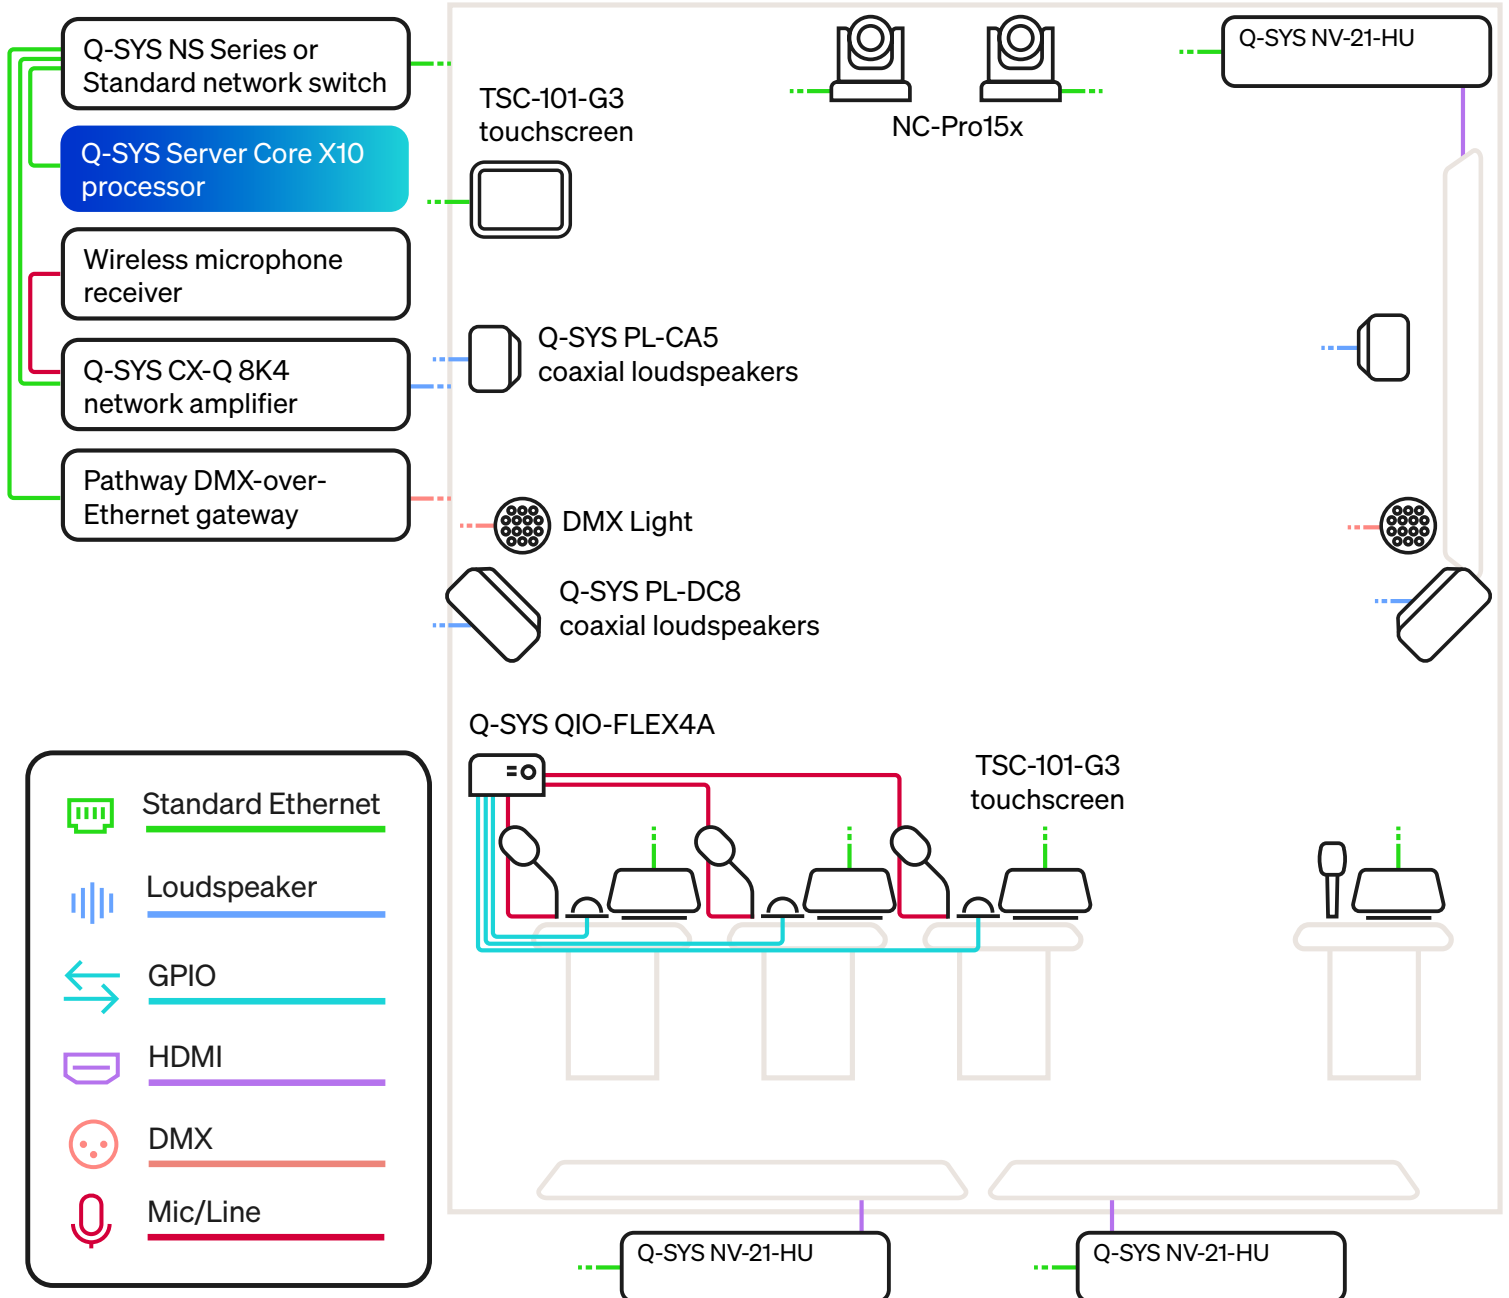 Q-SYS NS Series or
Standard network switch
Q-SYS Server Core X10
processor
Wireless microphone
receiver
Q-SYS CX-Q 8K4
network amplifier
Pathway DMX-over-
Ethernet gateway
TSC-101-G3
touchscreen
NC-Pro15x
Q-SYS NV-21-HU
Q-SYS PL-CA5
coaxial loudspeakers
DMX Light
Q-SYS PL-DC8
coaxial loudspeakers
Q-SYS QIO-FLEX4A
TSC-101-G3
touchscreen
Standard Ethernet
Loudspeaker
GPIO
HDMI
DMX
Mic/Line
Q-SYS NV-21-HU
Q-SYS NV-21-HU